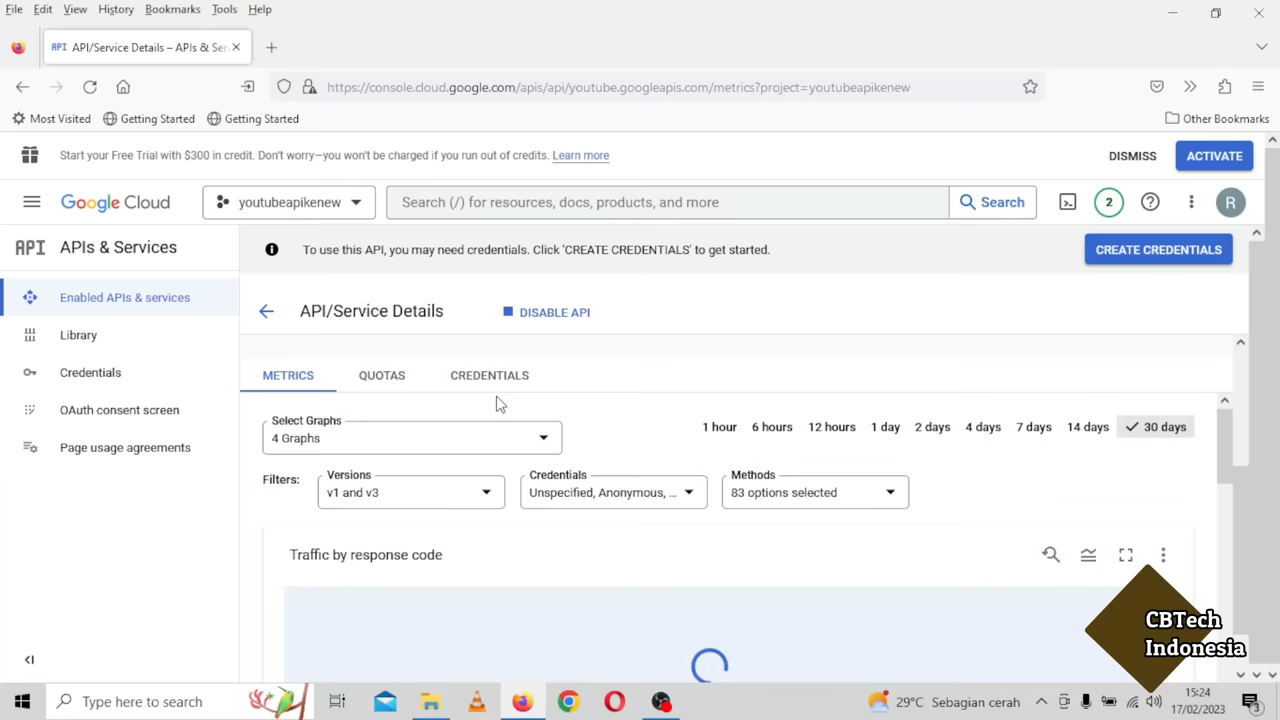 File Edit View History Bookmarks Tools Help
API API/Service Details – APIs & Ser
https://console.cloud.google.com/apis/api/youtube.googleapis.com/metrics?project=youtubeapikenew
Most Visited Getting Started Getting Started Other Bookmarks
Start your Free Trial with $300 in credit. Don't worry—you won't be charged if you run out of credits. Learn more DISMISS ACTIVATE
Google Cloud youtubeapikenew Search (/) for resources, docs, products, and more Search 2 R
API APIs & Services
To use this API, you may need credentials. Click 'CREATE CREDENTIALS' to get started. CREATE CREDENTIALS
Enabled APIs & services
Library
Credentials
OAuth consent screen
Page usage agreements
API/Service Details DISABLE API
METRICS QUOTAS CREDENTIALS
Select Graphs
4 Graphs
1 hour 6 hours 12 hours 1 day 2 days 4 days 7 days 14 days 30 days
Filters:
Versions
v1 and v3
Credentials
Unspecified, Anonymous, ...
Methods
83 options selected
Traffic by response code
CBTech
Indonesia
Type here to search
29°C Sebagian cerah
15:24
17/02/2023
3